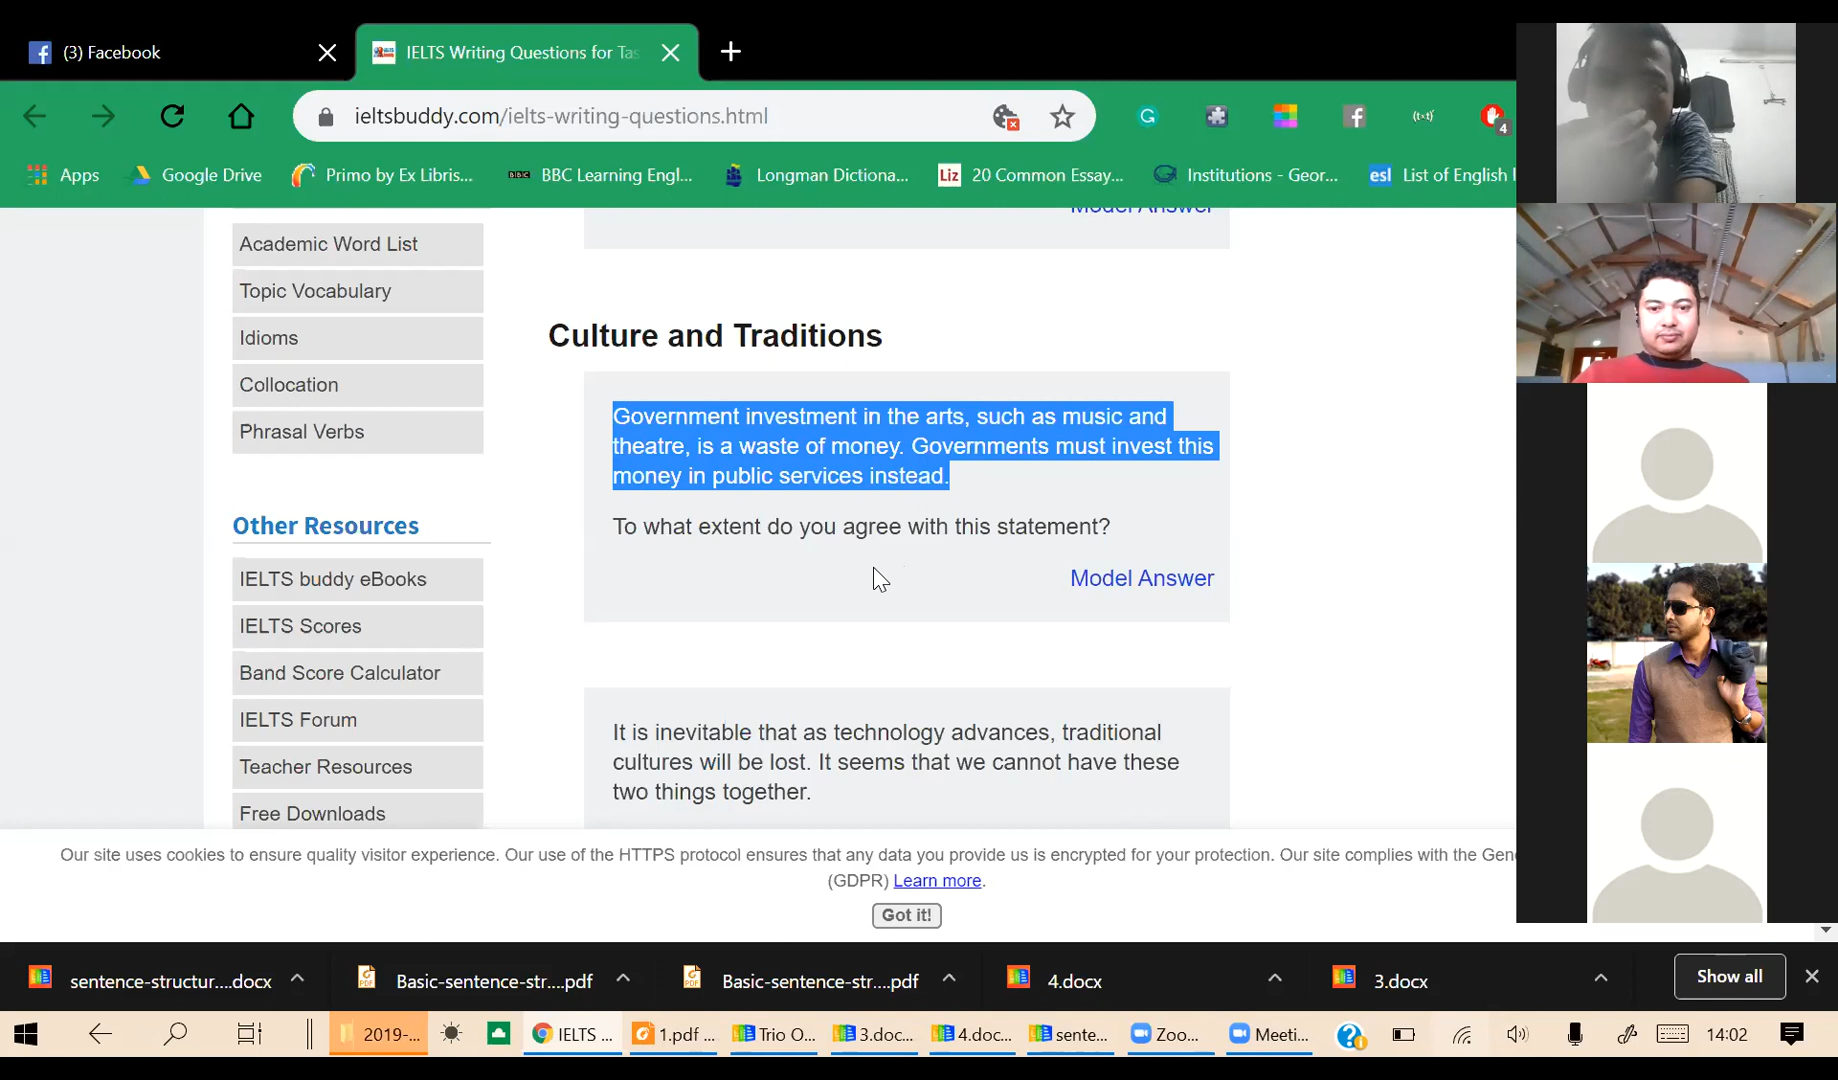 (3) Facebook
IELTS Writing Questions for Tas
ieltsbuddy.com/ielts-writing-questions.html
4
Apps
Google Drive
Primo by Ex Libris...
BBC Learning Engl...
Longman Dictiona...
Liz
20 Common Essay...
Institutions - Geor...
esl
List of English
Model Answer
Academic Word List
Topic Vocabulary
Idioms
Collocation
Phrasal Verbs
Other Resources
IELTS buddy eBooks
IELTS Scores
Band Score Calculator
IELTS Forum
Teacher Resources
Free Downloads
Culture and Traditions
Government investment in the arts, such as music and
theatre, is a waste of money. Governments must invest this
money in public services instead.
To what extent do you agree with this statement?
Model Answer
It is inevitable that as technology advances, traditional
cultures will be lost. It seems that we cannot have these
two things together.
Our site uses cookies to ensure quality visitor experience. Our use of the HTTPS protocol ensures that any data you provide us is encrypted for your protection. Our site complies with the Gene
(GDPR) Learn more.
Got it!
sentence-structur....docx
Basic-sentence-str....pdf
Basic-sentence-str....pdf
4.docx
3.docx
Show all
2019-...
IELTS ...
1.pdf ...
Trio O...
3.doc...
4.doc...
sente...
Zoo...
Meeti...
14:02